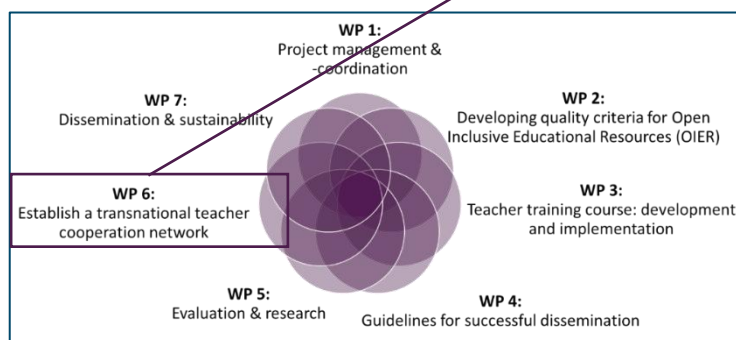 WP 1:
Project management &
-coordination
WP 2:
Developing quality criteria for Open
Inclusive Educational Resources (OIER)
WP 3:
Teacher training course: development
and implementation
WP 4:
Guidelines for successful dissemination
WP 5:
Evaluation & research
WP 6:
Establish a transnational teacher
cooperation network
WP 7:
Dissemination & sustainability